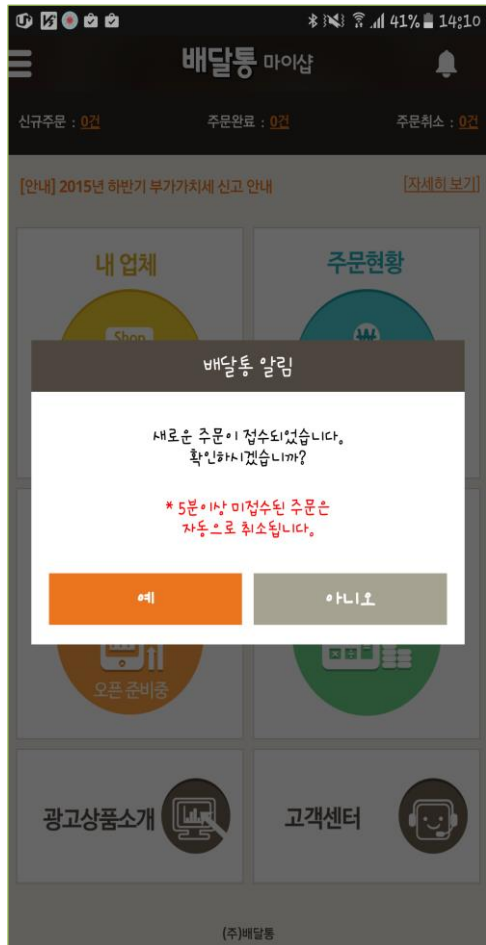 41% 14:10
배달통 마이샵
신규주문 : 0건 주문완료 : 0건 주문취소 : 0건
[안내] 2015년 하반기 부가가치세 신고 안내 [자세히 보기]
내 업체 주문현황
Shop
배달통 알림
새로운 주문이 접수되었습니다.
확인하시겠습니까?
* 5분이상 미접수된 주문은
자동으로 취소됩니다.
예 아니오
오픈 준비중
광고상품소개 고객센터
(주)배달통